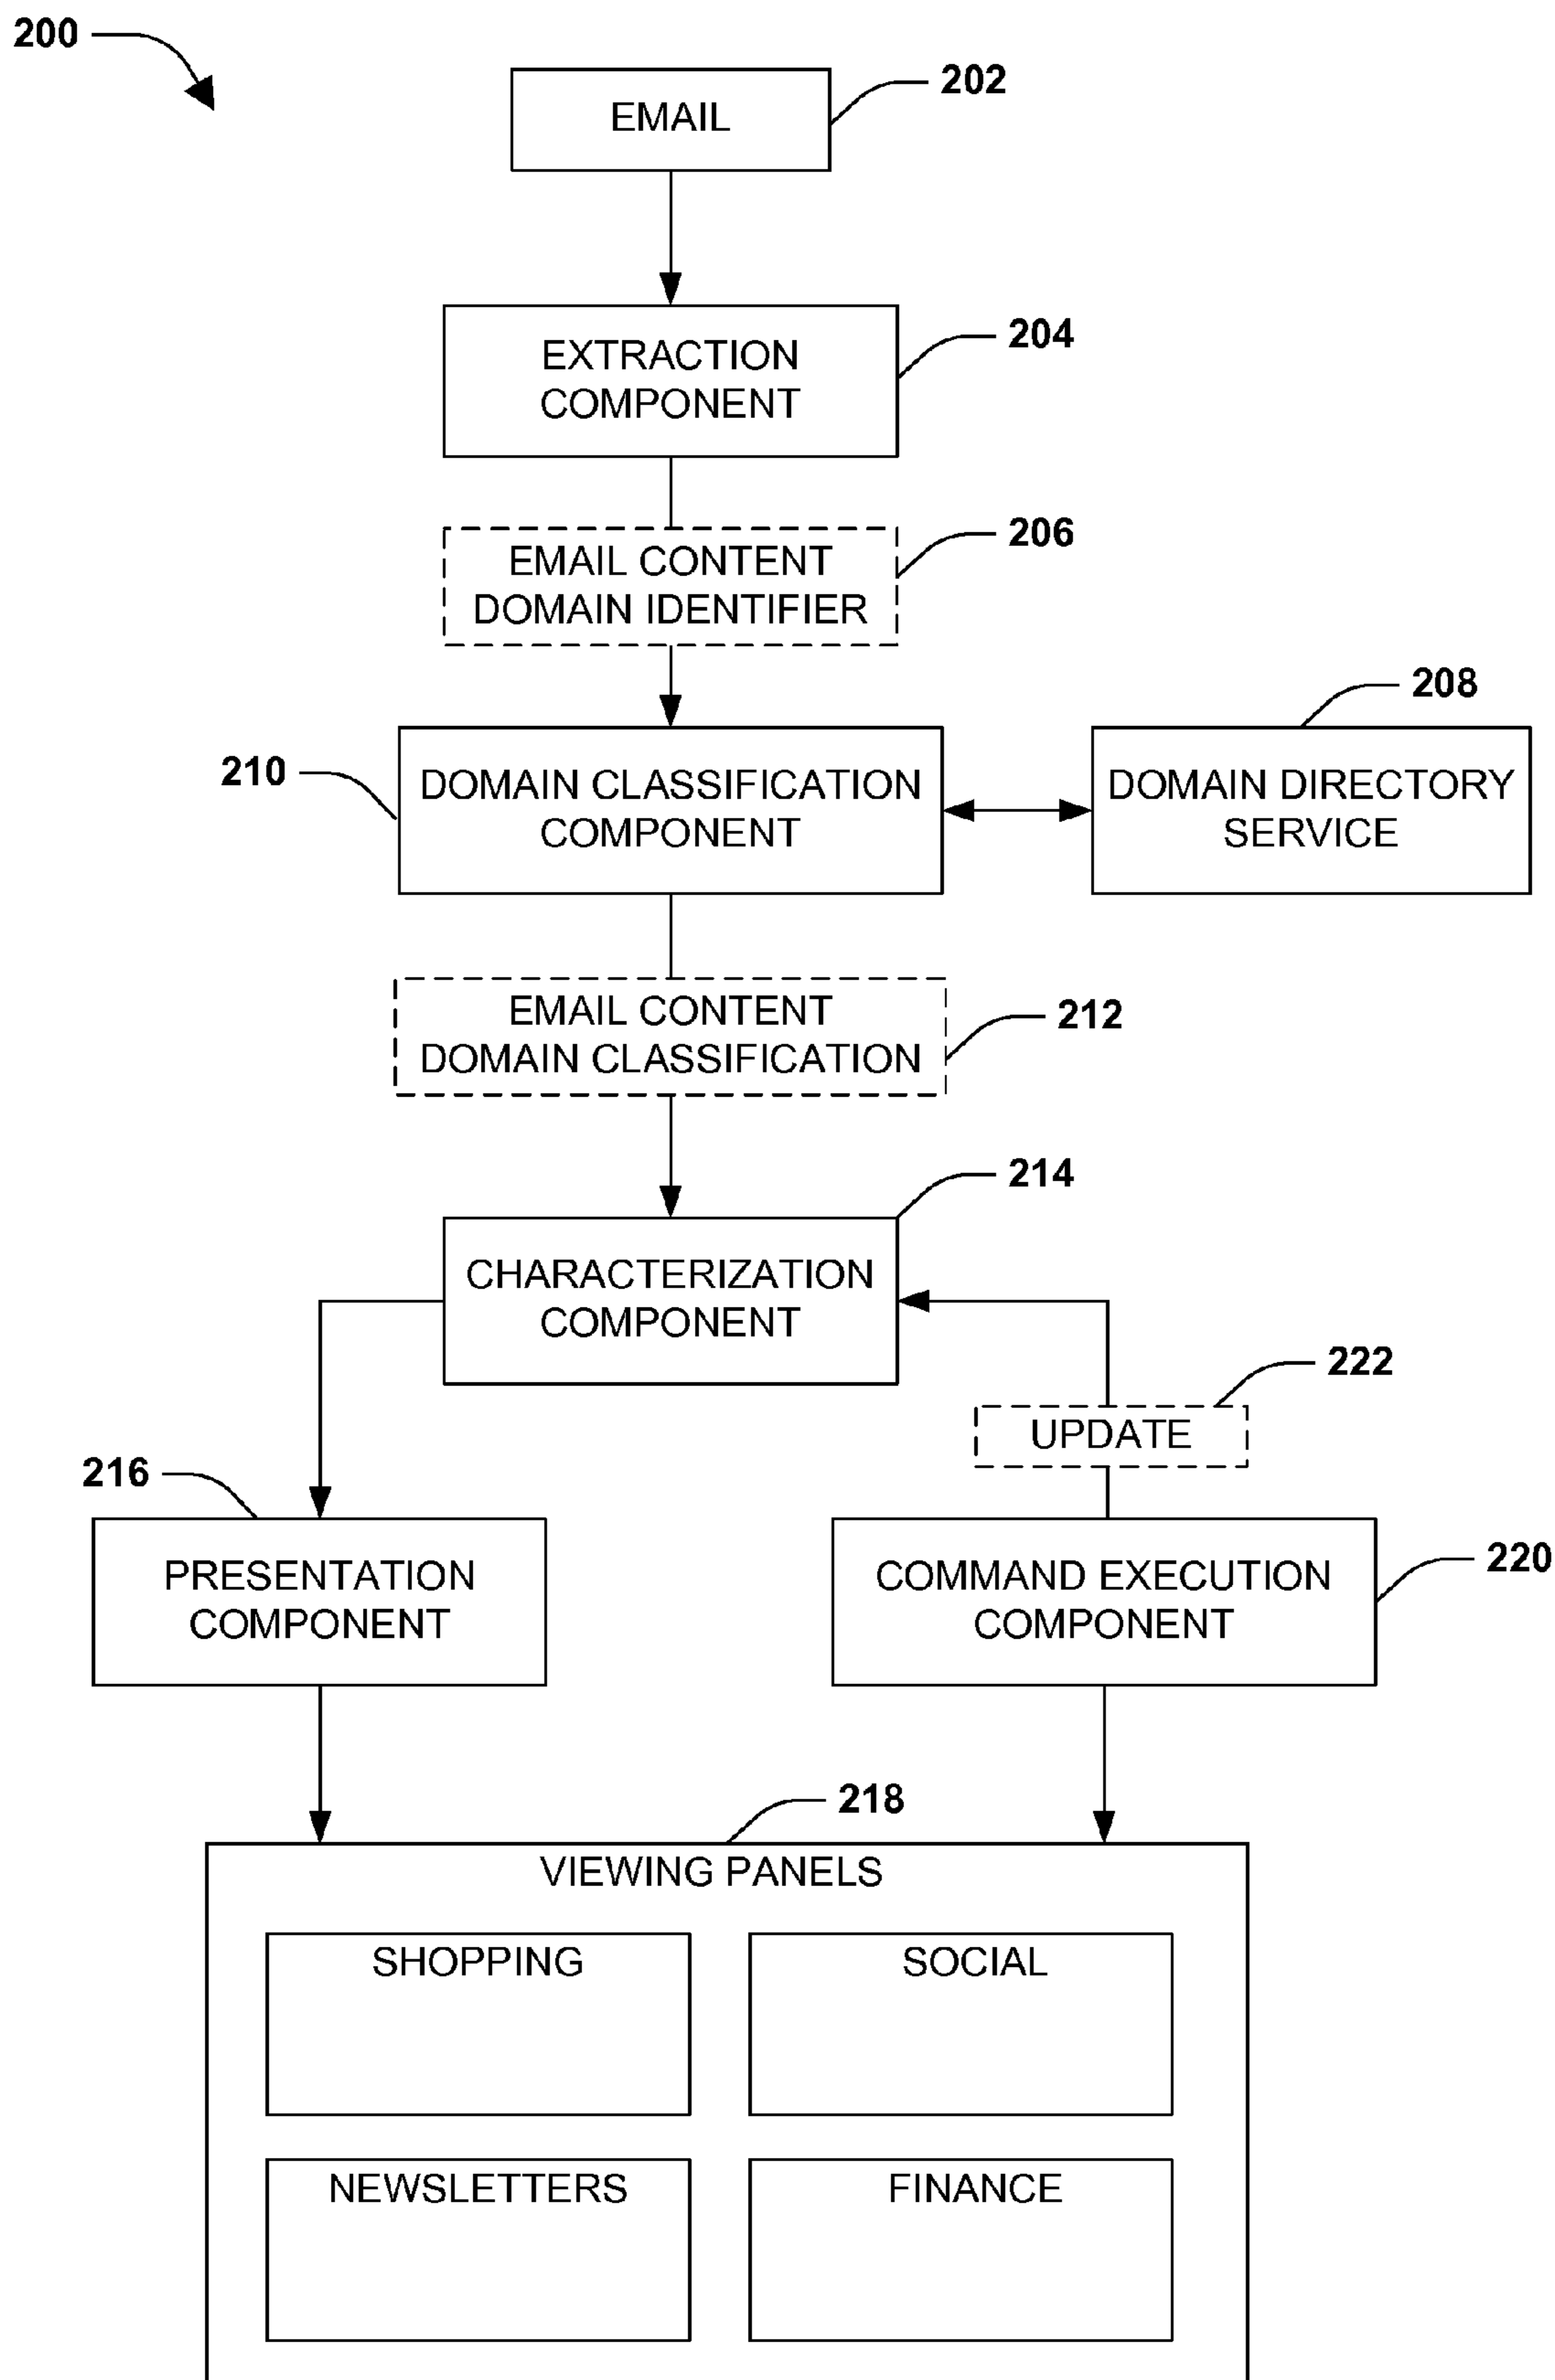 200
EMAIL
202
EXTRACTION
COMPONENT
204
EMAIL CONTENT
DOMAIN IDENTIFIER
206
210
DOMAIN CLASSIFICATION
COMPONENT
208
DOMAIN DIRECTORY
SERVICE
EMAIL CONTENT
DOMAIN CLASSIFICATION
212
214
CHARACTERIZATION
COMPONENT
222
UPDATE
216
PRESENTATION
COMPONENT
COMMAND EXECUTION
COMPONENT
220
218
VIEWING PANELS
SHOPPING
SOCIAL
NEWSLETTERS
FINANCE